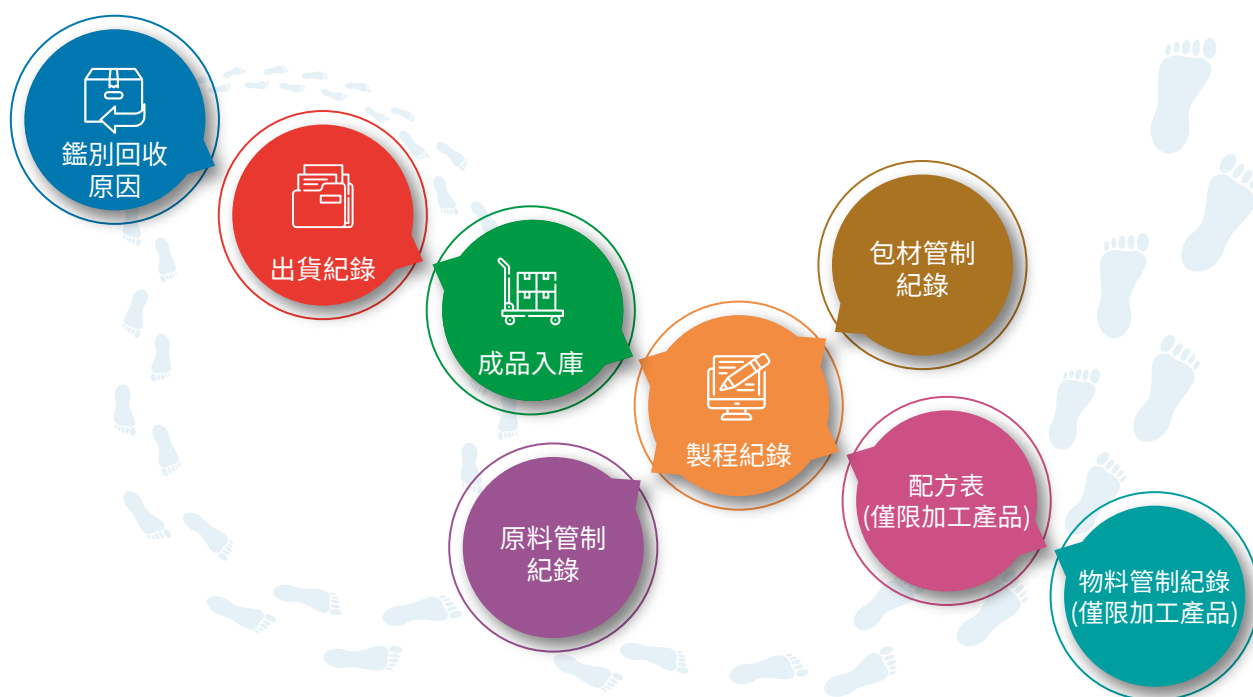 鑑別回收
原因
出貨紀錄
成品入庫
製程紀錄
包材管制
紀錄
原料管制
紀錄
配方表
(僅限加工產品)
物料管制紀錄
(僅限加工產品)